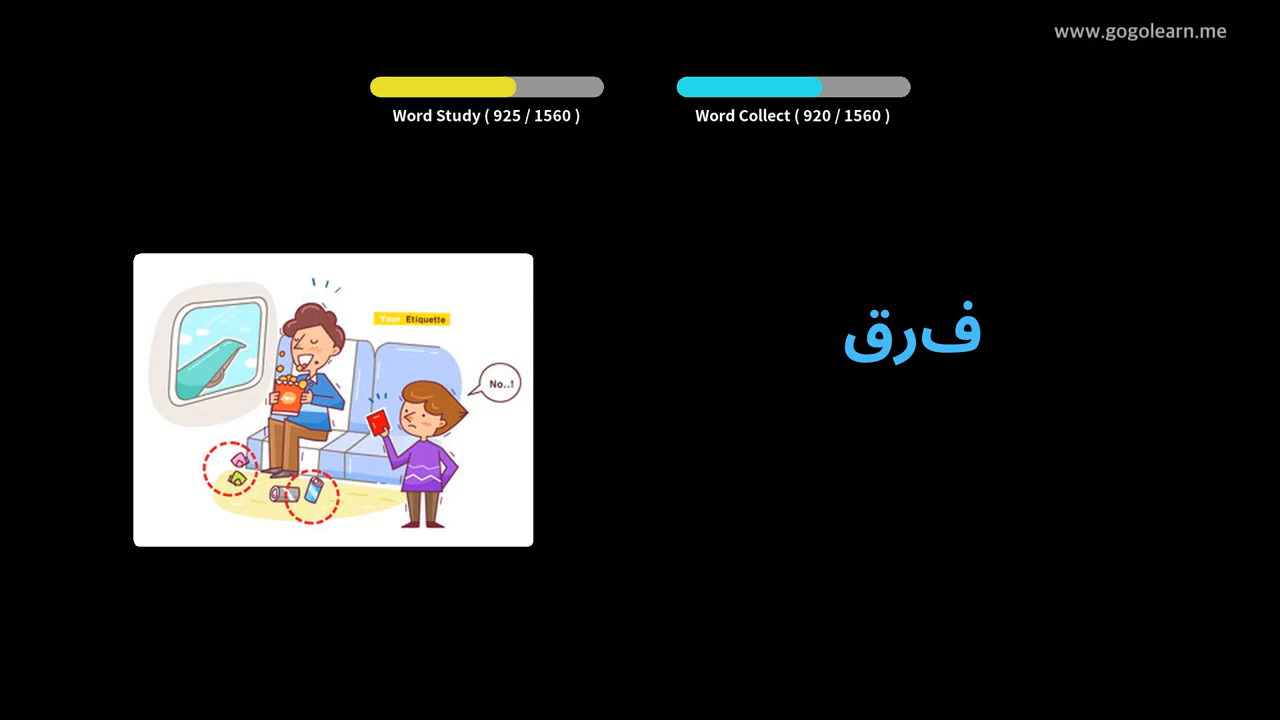 www.gogolearn.me
Word Study ( 925 / 1560 )
Word Collect ( 920 / 1560 )
Your Etiquette
No..!
فرق